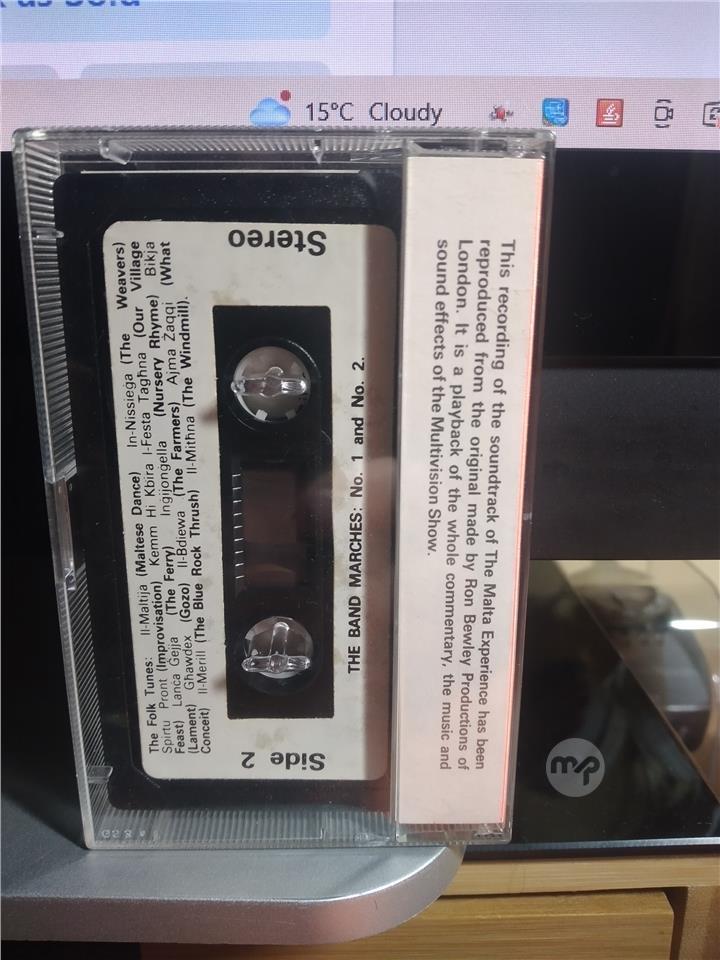 as Sold
15°C Cloudy
The Folk Tunes: Il-Maltija (Maltese Dance) In-Nissiega (The Weavers)
Spirtu Pront (Improvisation) Kemm Hi Kbira I-Festa Taghna (Our Village
Feast) Lanca Gejja (The Ferry) Ingijongella (Nursery Rhyme) Bikja
(Lament) Ghawdex (Gozo) Il-Bdiewa (The Farmers) Ajma Zaqqi (What
Conceit) Il-Merill (The Blue Rock Thrush) Il-Mithna (The Windmill).
Side 2
Stereo
THE BAND MARCHES: No. 1 and No. 2.
This recording of the soundtrack of The Malta Experience has been
reproduced from the original made by Ron Bewley Productions of
London. It is a playback of the whole commentary, the music and
sound effects of the Multivision Show.
mp